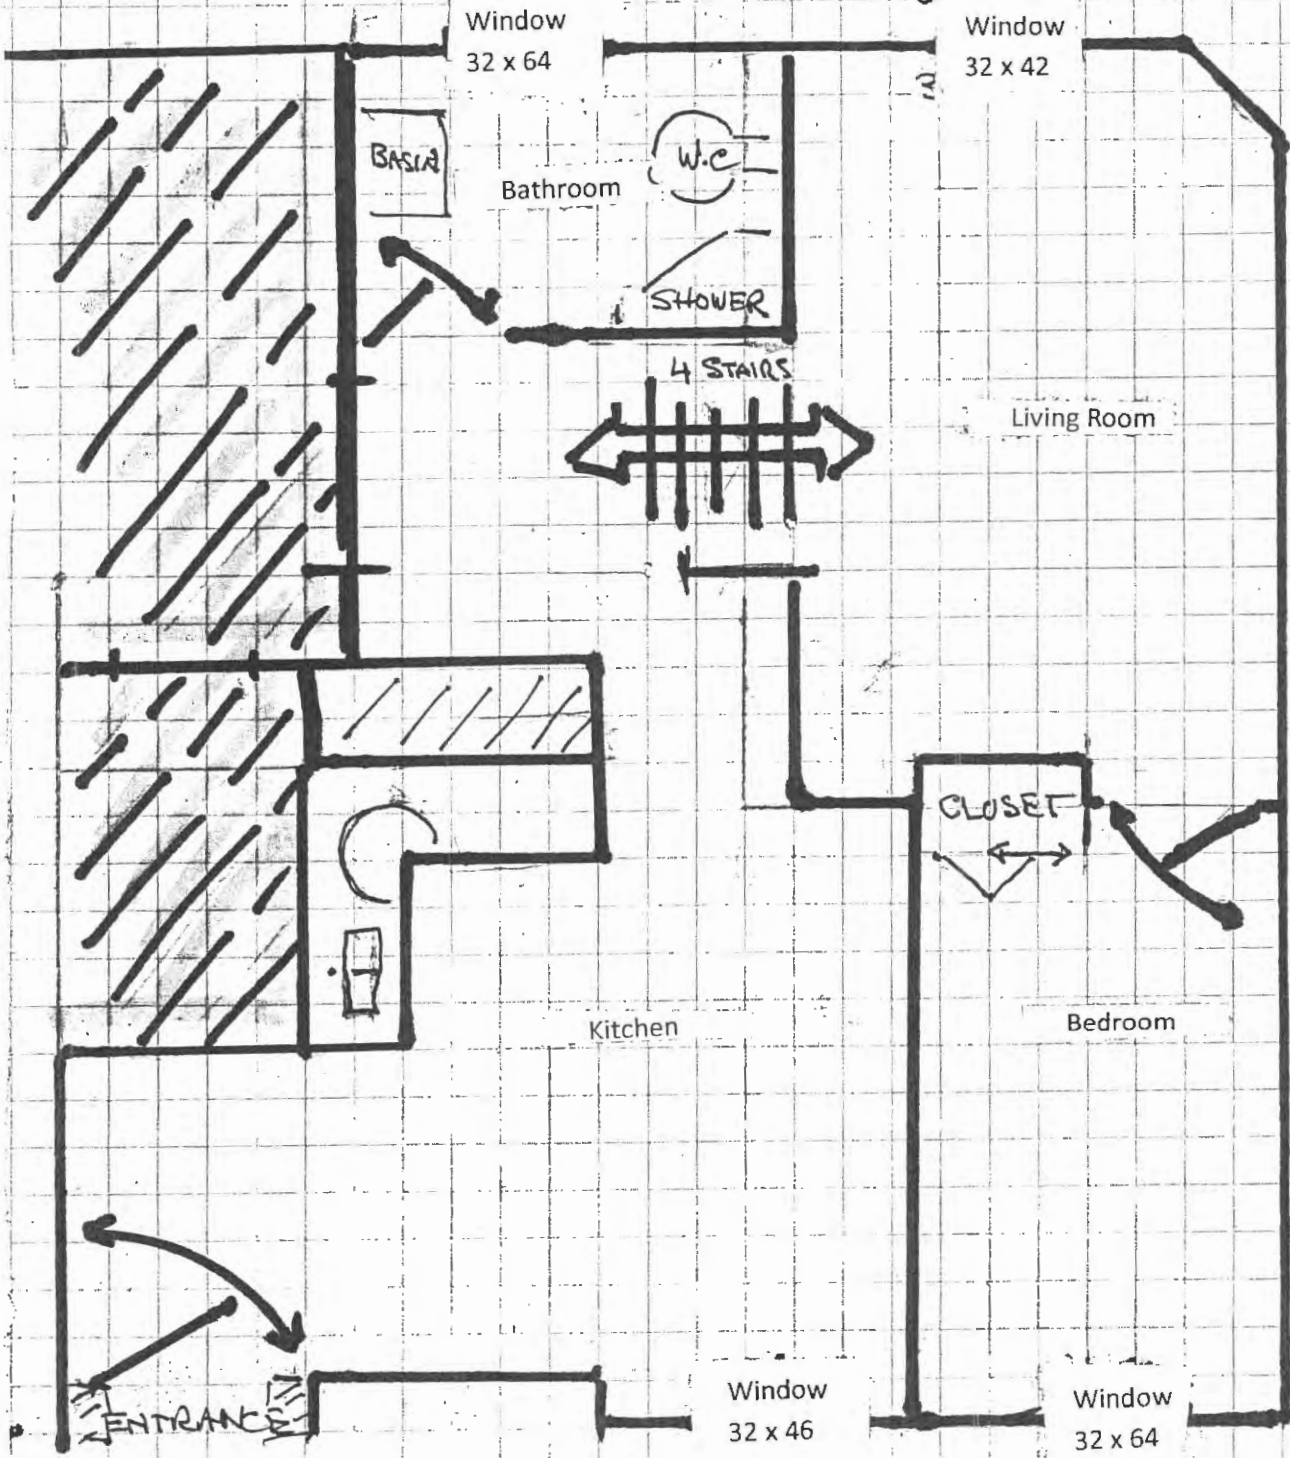 Window
32 x 64
Window
32 x 42
BASIN
Bathroom
W.C
SHOWER
4 STAIRS
Living Room
CLOSET
Kitchen
Bedroom
ENTRANCE
Window
32 x 46
Window
32 x 64